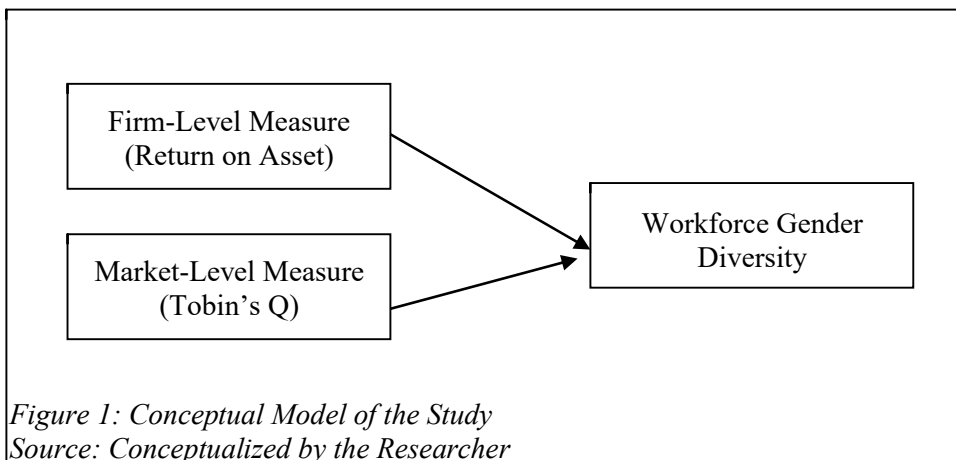 Firm-Level Measure
(Return on Asset)
Market-Level Measure
(Tobin’s Q)
Workforce Gender
Diversity
Figure 1: Conceptual Model of the Study
Source: Conceptualized by the Researcher